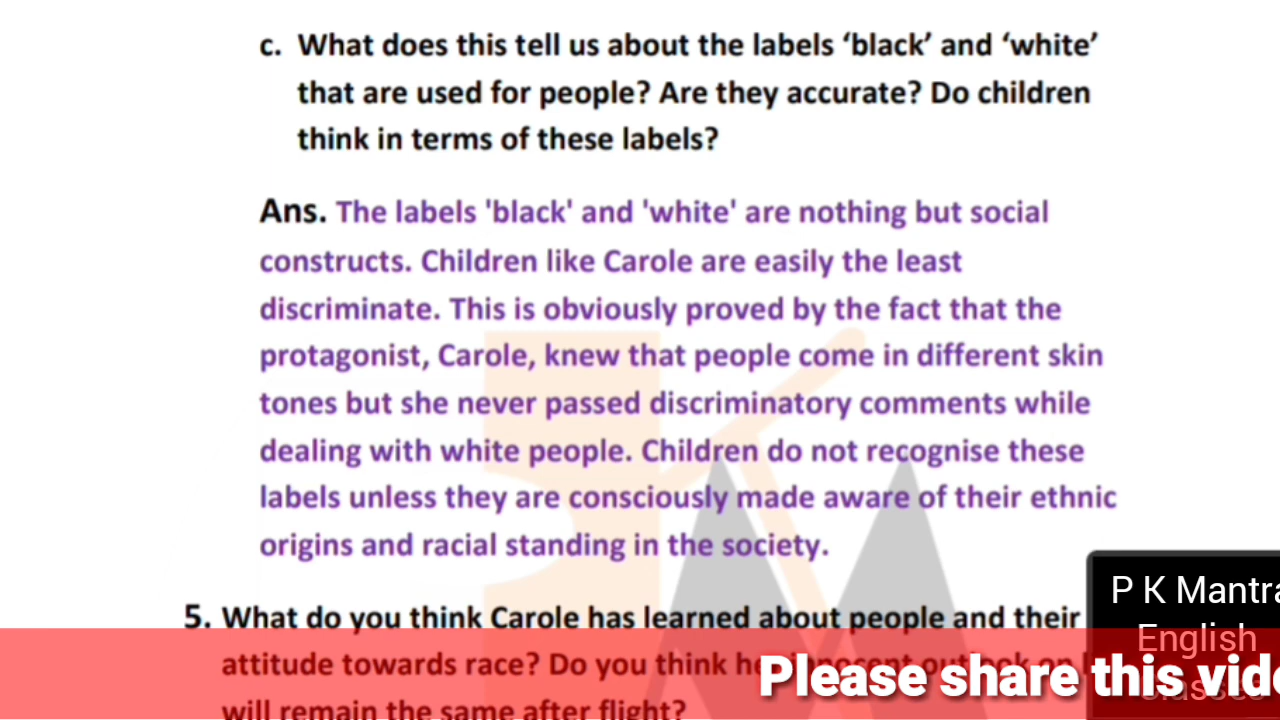 c. What does this tell us about the labels ‘black’ and ‘white’
that are used for people? Are they accurate? Do children
think in terms of these labels?
Ans. The labels 'black' and 'white' are nothing but social
constructs. Children like Carole are easily the least
discriminate. This is obviously proved by the fact that the
protagonist, Carole, knew that people come in different skin
tones but she never passed discriminatory comments while
dealing with white people. Children do not recognise these
labels unless they are consciously made aware of their ethnic
origins and racial standing in the society.
5. What do you think Carole has learned about people and their
attitude towards race? Do you think
will remain the same after flight?
P K Mantra
English
Please share this vide